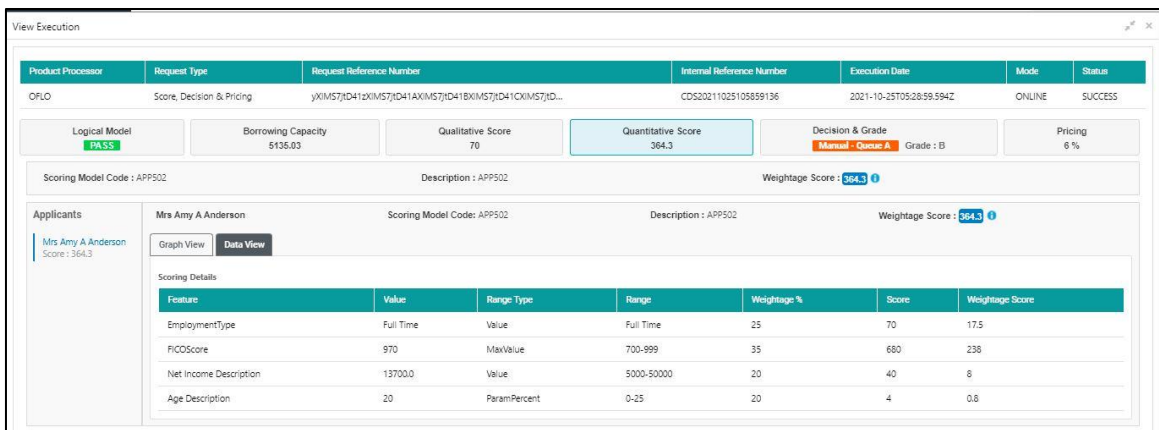 View Execution
Product Processor Request Type Request Reference Number Internal Reference Number Execution Date Mode Status
OFLO Score, Decision & Pricing yXIMS7JtD41zXIMS7JtD41AXIMS7JtD41BXIMS7JtD41CXIMS7JtD... CDS20211025105859136 2021-10-25T05:28:59.594Z ONLINE SUCCESS
Logical Model Borrowing Capacity Qualitative Score Quantitative Score Decision & Grade Pricing
PASS 5135.03 70 364.3 Manual - Queue A Grade : B 6 %
Scoring Model Code : APP502 Description : APP502 Weightage Score : 364.3
Applicants Mrs Amy A Anderson Scoring Model Code: APP502 Description : APP502 Weightage Score : 364.3
Mrs Amy A Anderson Graph View Data View
Score : 364.3
Scoring Details
Feature Value Range Type Range Weightage % Score Weightage Score
EmploymentType Full Time Value Full Time 25 70 17.5
FICOScore 970 MaxValue 700-999 35 680 238
Net Income Description 13700.0 Value 5000-50000 20 40 8
Age Description 20 ParamPercent 0-25 20 4 0.8